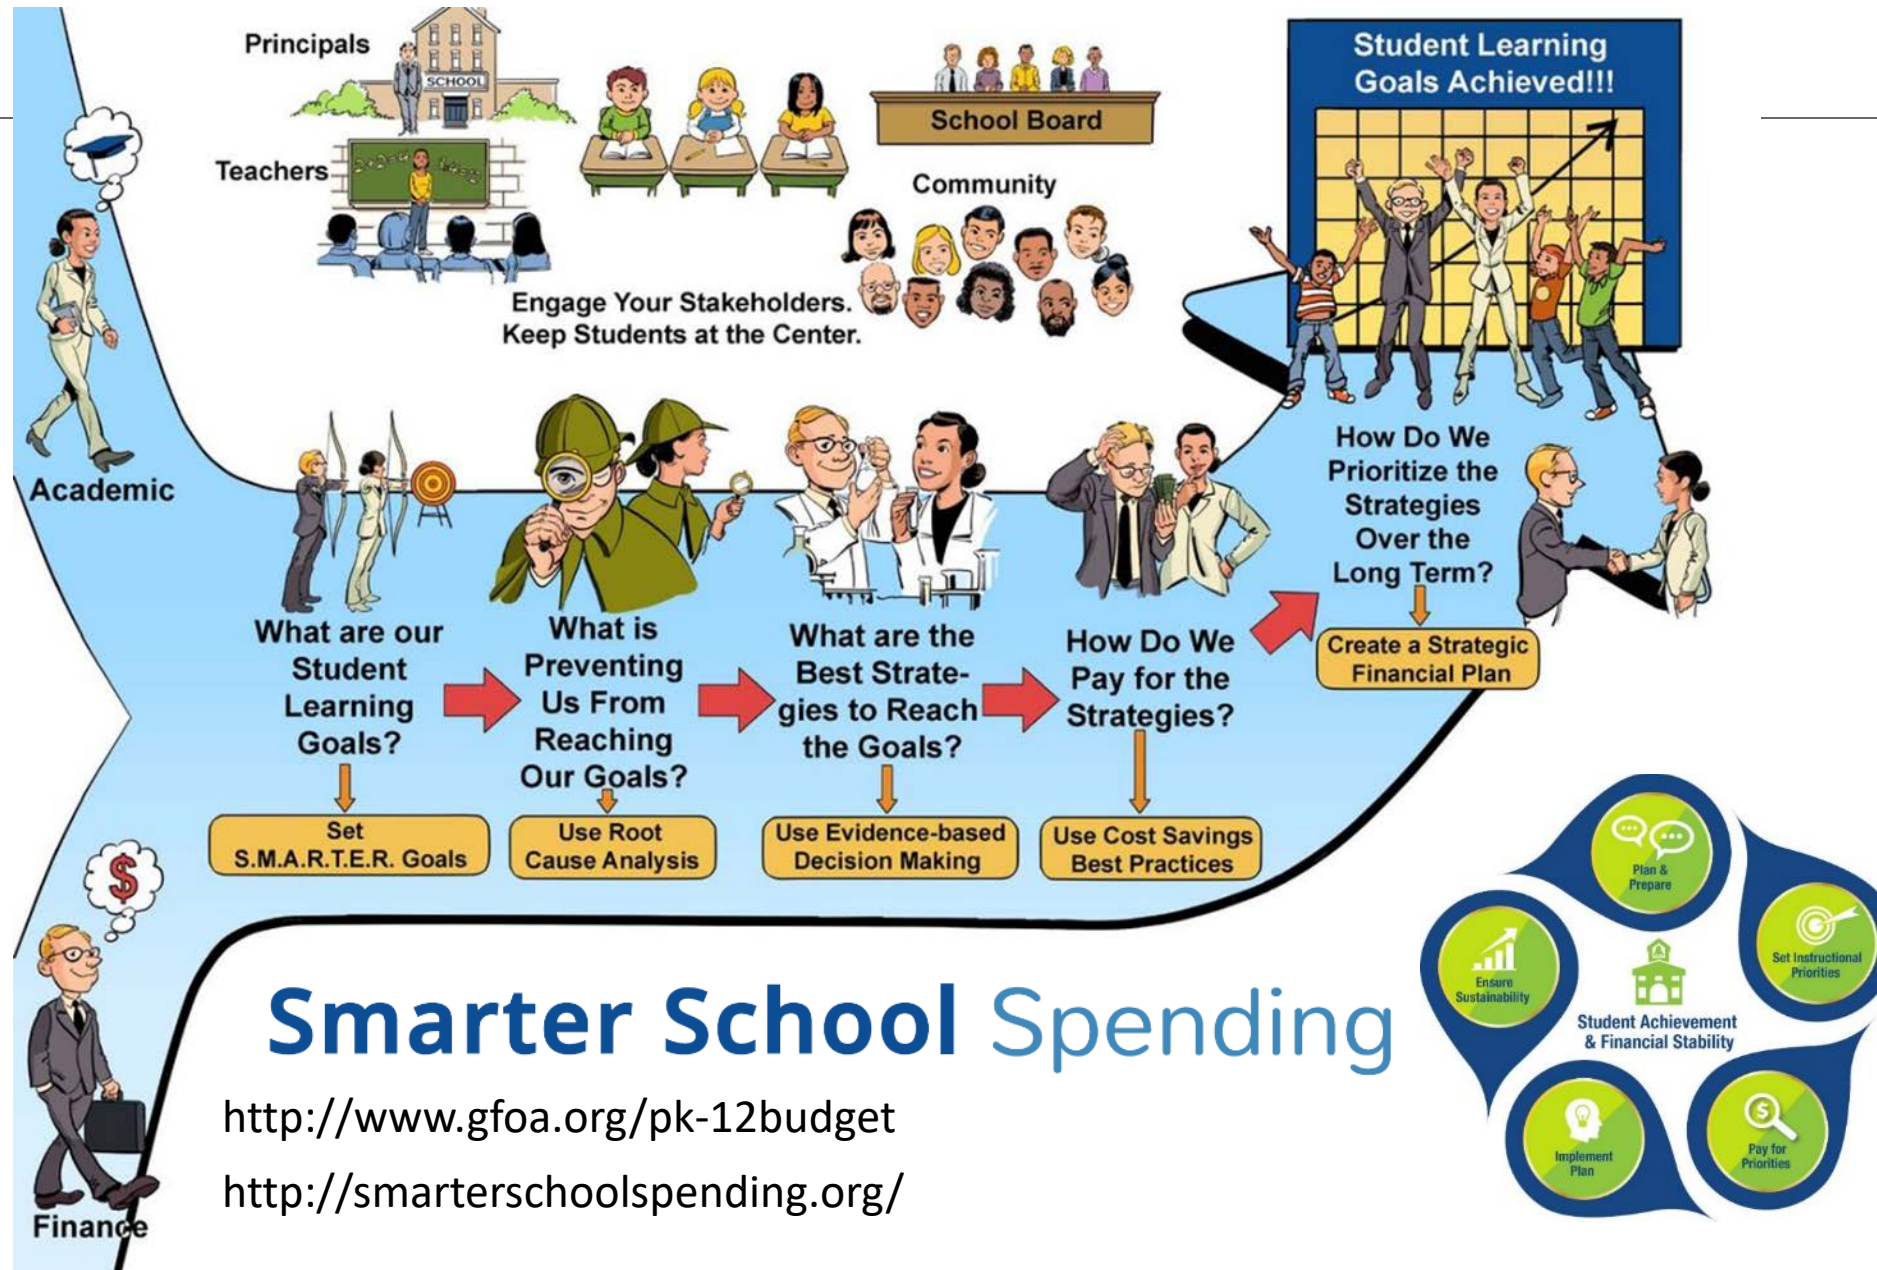 Principals
SCHOOL
Teachers
School Board
Community
Engage Your Stakeholders.
Keep Students at the Center.
Student Learning
Goals Achieved!!!
Academic
$
Finance
What are our
Student
Learning
Goals?
Set
S.M.A.R.T.E.R. Goals
What is
Preventing
Us From
Reaching
Our Goals?
Use Root
Cause Analysis
What are the
Best Strate-
gies to Reach
the Goals?
Use Evidence-based
Decision Making
How Do We
Pay for the
Strategies?
Use Cost Savings
Best Practices
How Do We
Prioritize the
Strategies
Over the
Long Term?
Create a Strategic
Financial Plan
Smarter School Spending
http://www.gfoa.org/pk-12budget
http://smarterschoolspending.org/
Plan &
Prepare
Set Instructional
Priorities
$
Pay for
Priorities
Implement
Plan
Ensure
Sustainability
Student Achievement
& Financial Stability